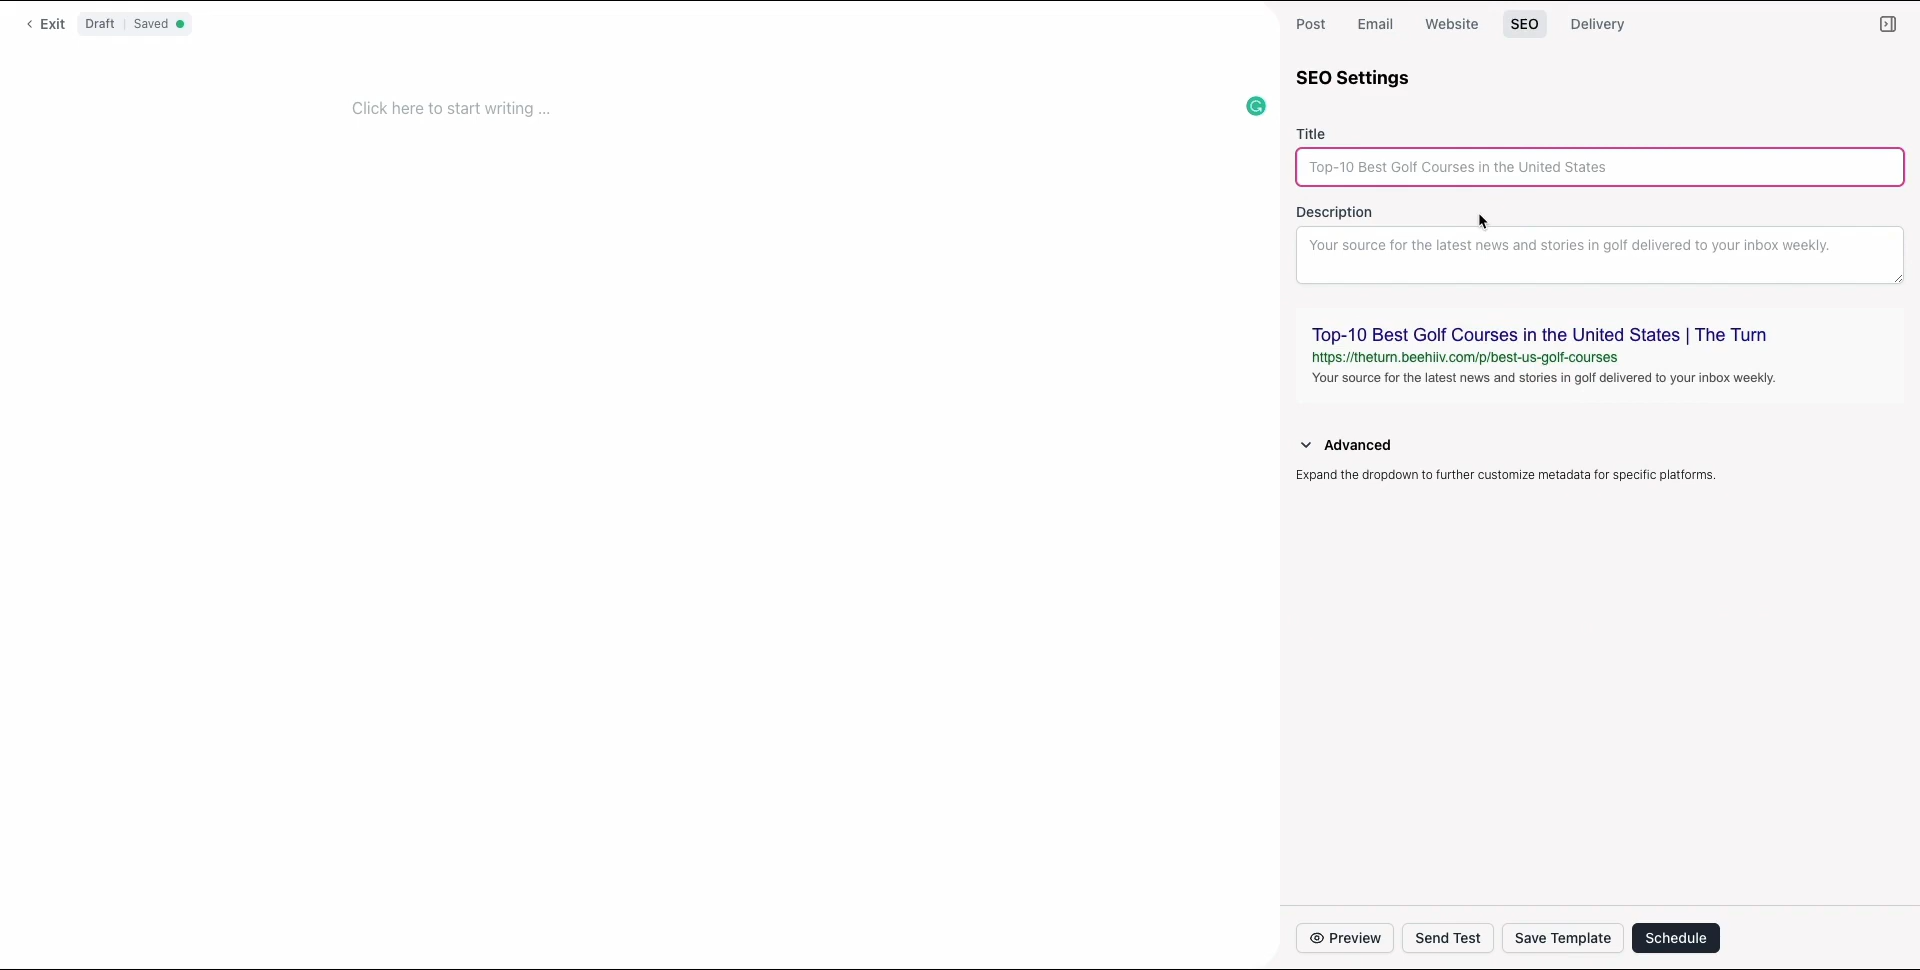 Exit Draft Saved
Click here to start writing ...
Post Email Website SEO Delivery
SEO Settings
Title
Top-10 Best Golf Courses in the United States
Description
Your source for the latest news and stories in golf delivered to your inbox weekly.
Top-10 Best Golf Courses in the United States | The Turn
https://theturn.beehiiv.com/p/best-us-golf-courses
Your source for the latest news and stories in golf delivered to your inbox weekly.
Advanced
Expand the dropdown to further customize metadata for specific platforms.
Preview Send Test Save Template Schedule